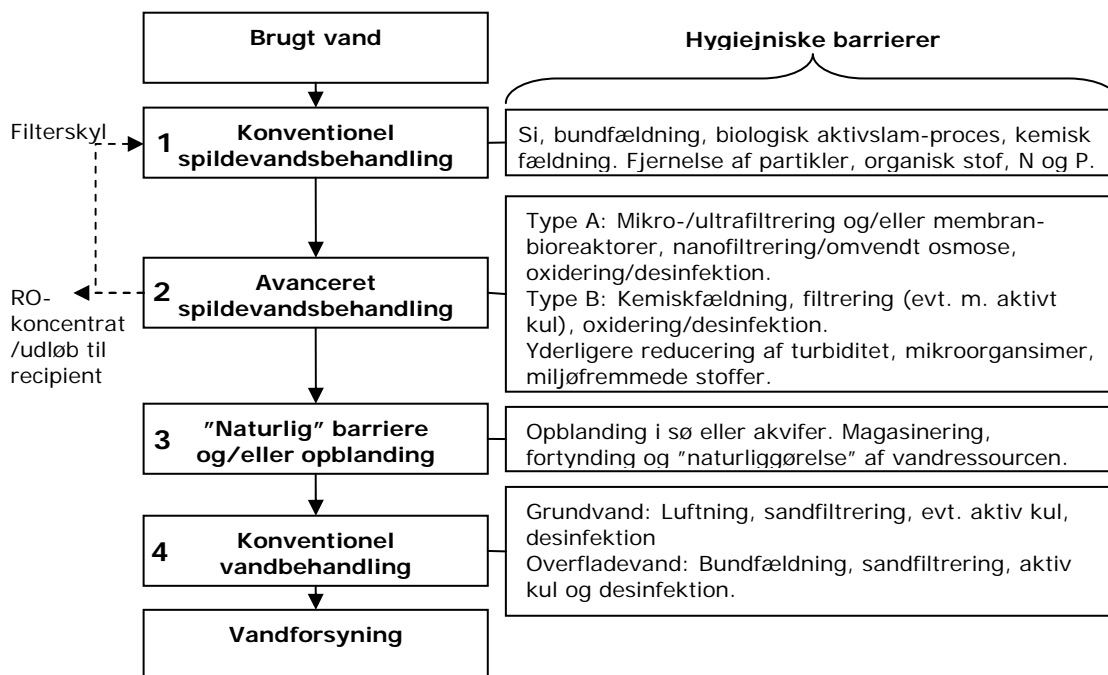 Brugt vand
Hygiejniske barrierer
Filterskyl
1
Konventionel
spildevandsbehandling
Si, bundfældning, biologisk aktivslam-proces, kemisk
fældning. Fjernelse af partikler, organisk stof, N og P.
RO-
koncentrat
/udløb til
recipient
2
Avanceret
spildevandsbehandling
Type A: Mikro-/ultrafiltrering og/eller membran-
bioreaktorer, nanofiltrering/omvendt osmose,
oxidering/desinfektion.
Type B: Kemiskfældning, filtrering (evt. m. aktivt
kul), oxidering/desinfektion.
Yderligere reducering af turbiditet, mikroorgansimer,
miljøfremmede stoffer.
3
”Naturlig” barriere
og/eller opblanding
Opblanding i sø eller akvifer. Magasinering,
fortynding og ”naturliggørelse” af vandressourcen.
4
Konventionel
vandbehandling
Grundvand: Luftning, sandfiltrering, evt. aktiv kul,
desinfektion
Overfladevand: Bundfældning, sandfiltrering, aktiv
kul og desinfektion.
Vandforsyning